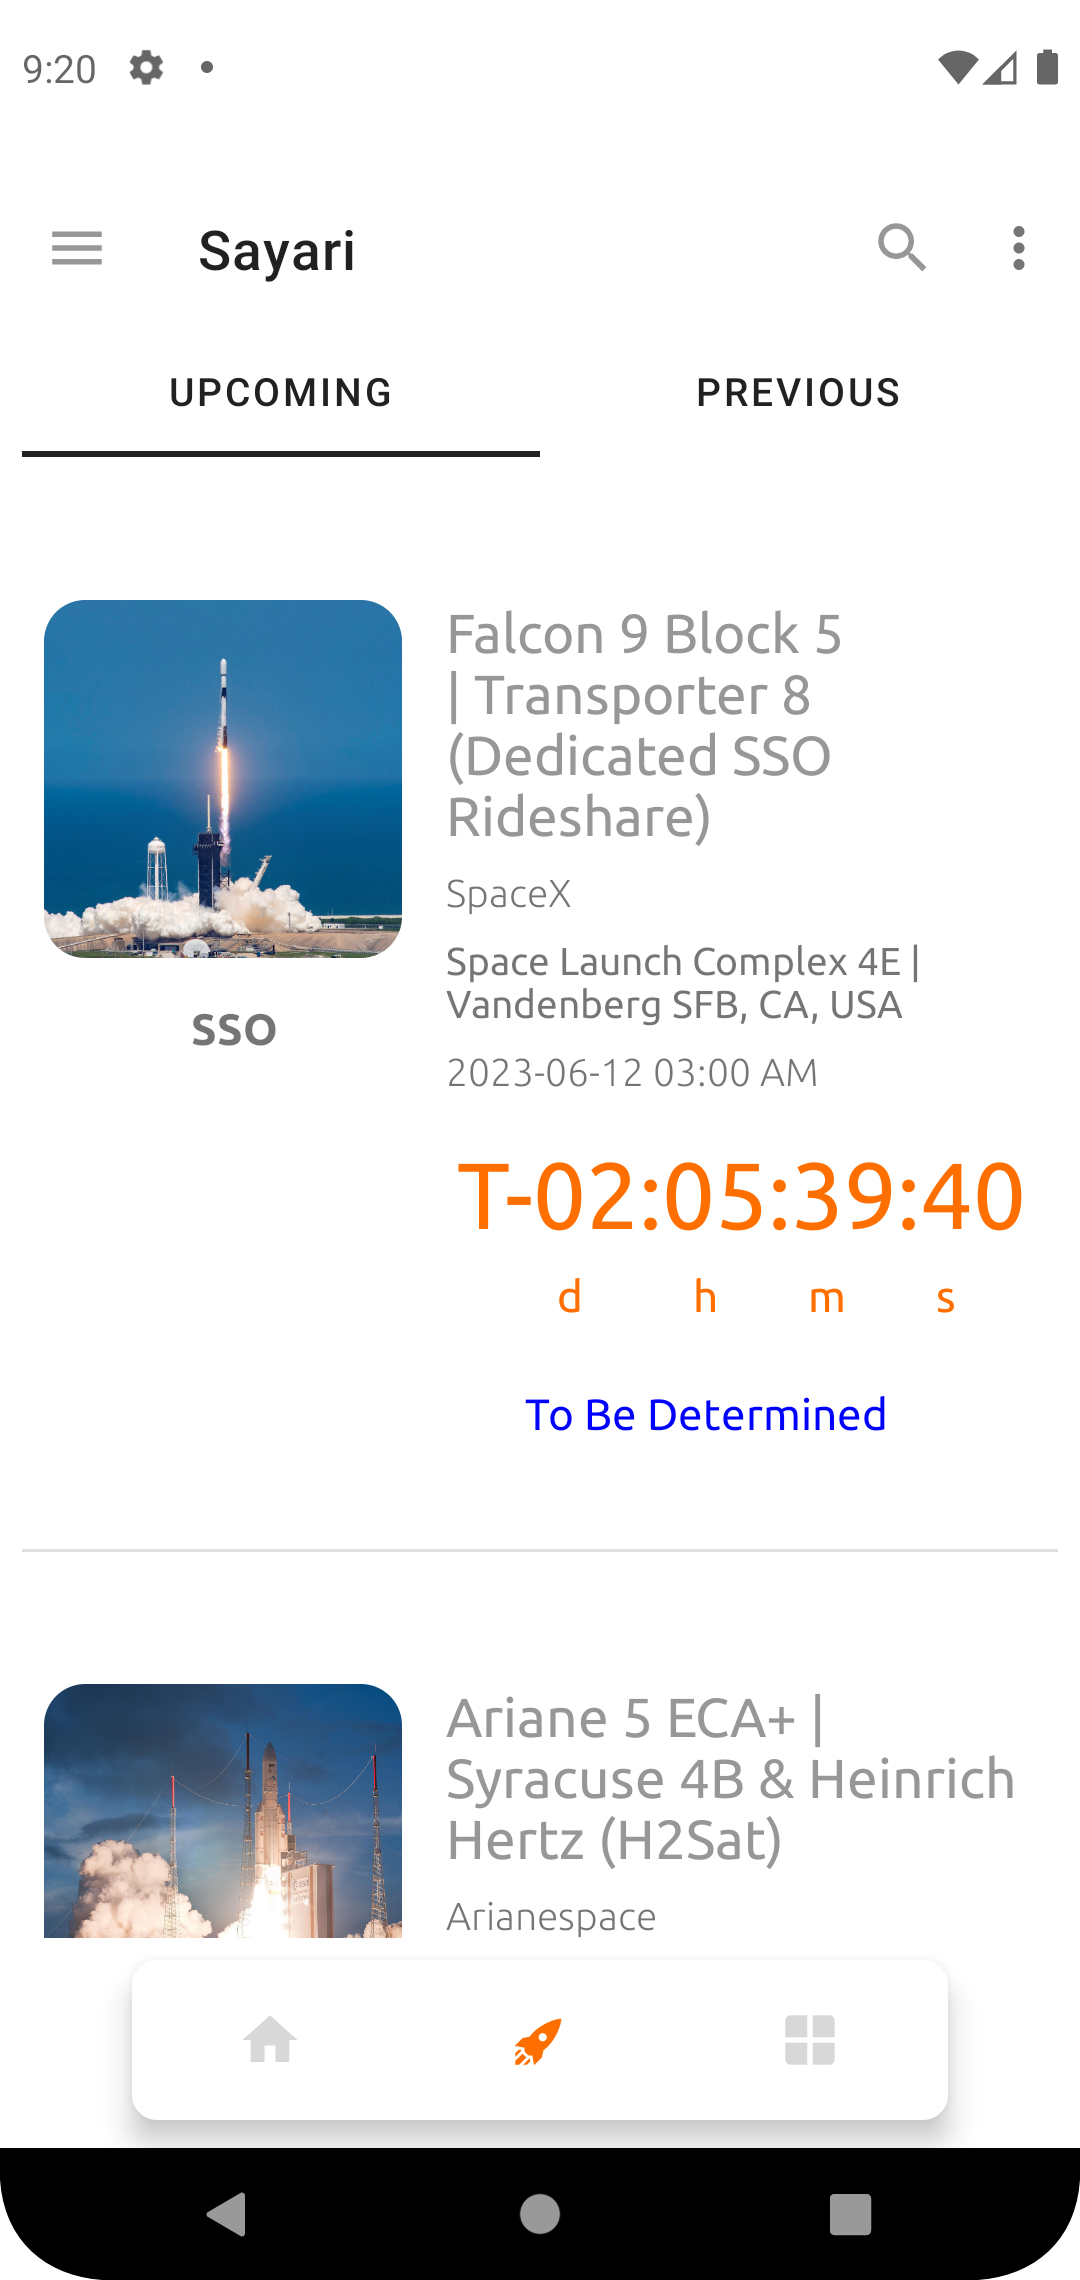 9:20
Sayari
UPCOMING
PREVIOUS
Falcon 9 Block 5
| Transporter 8
(Dedicated SSO
Rideshare)
SpaceX
Space Launch Complex 4E |
Vandenberg SFB, CA, USA
SSO
2023-06-12 03:00 AM
T-02:05:39:40
d h m s
To Be Determined
Ariane 5 ECA+ |
Syracuse 4B & Heinrich
Hertz (H2Sat)
Arianespace